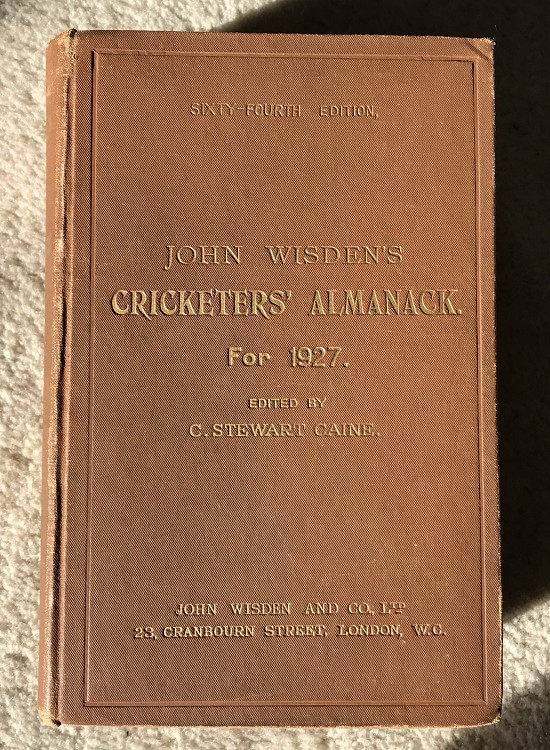 SIXTY-FOURTH EDITION,
JOHN WISDEN'S
CRICKETERS' ALMANACK.
For 1927.
EDITED BY
C. STEWART CAINE.
JOHN WISDEN AND CO., LTD
23, CRANBOURN STREET, LONDON, W.C.